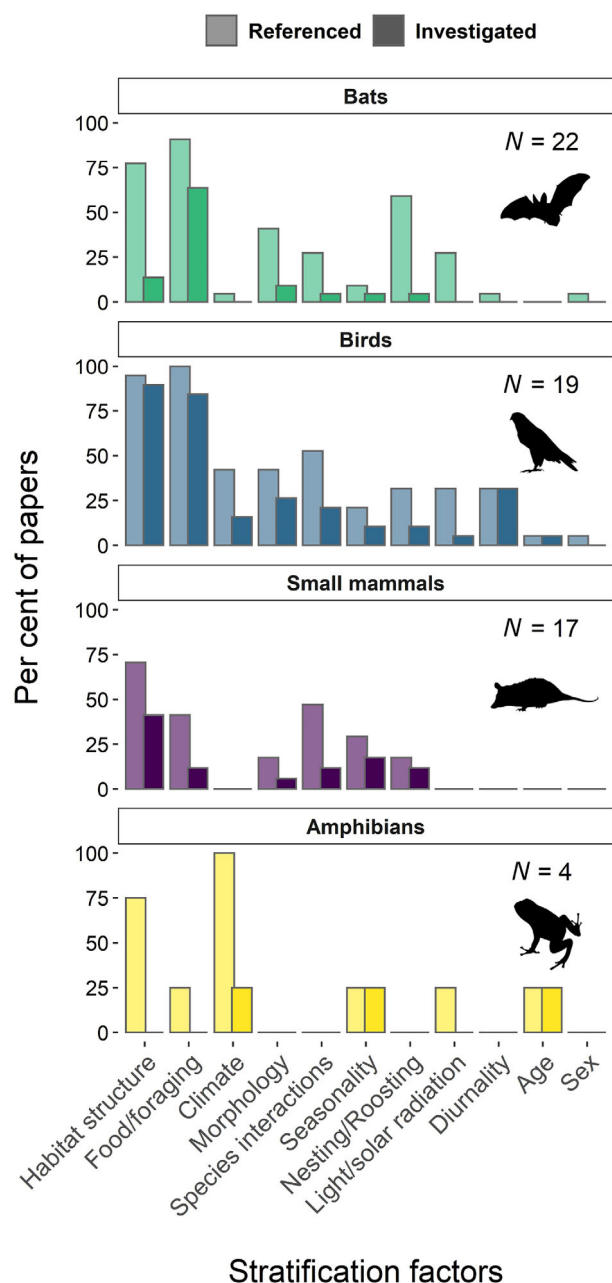 Referenced Investigated
Bats
100
75
50
25
0
N = 22
Birds
100
75
50
25
0
N = 19
Small mammals
100
75
50
25
0
N = 17
Amphibians
100
75
50
25
0
N = 4
Per cent of papers
Habitat structure
Food/foraging
Climate
Morphology
Species interactions
Seasonality
Nesting/Roosting
Light/solar radiation
Diurnality
Age
Sex
Stratification factors